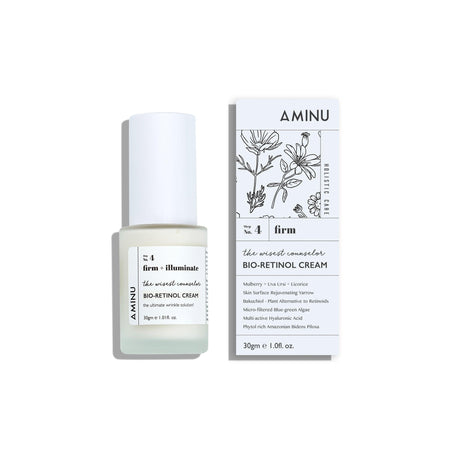 Step
No. 4
firm + illuminate
the wisest counselor
BIO-RETINOL CREAM
the ultimate wrinkle solution!
30gm ℮ 1.01fl. oz.
AMINU
AMINU
HOLISTIC CARE
Step
No. 4
firm
the wisest counselor
BIO-RETINOL CREAM
Mulberry + Uva Ursi + Licorice
Skin Surface Rejuvenating Yarrow
Bakuchiol - Plant Alternative to Retinoids
Micro-filtered Blue-green Algae
Multi-active Hyaluronic Acid
Phytol-rich Amazonian Bidens Pilosa
30gm ℮ 1.0fl. oz.